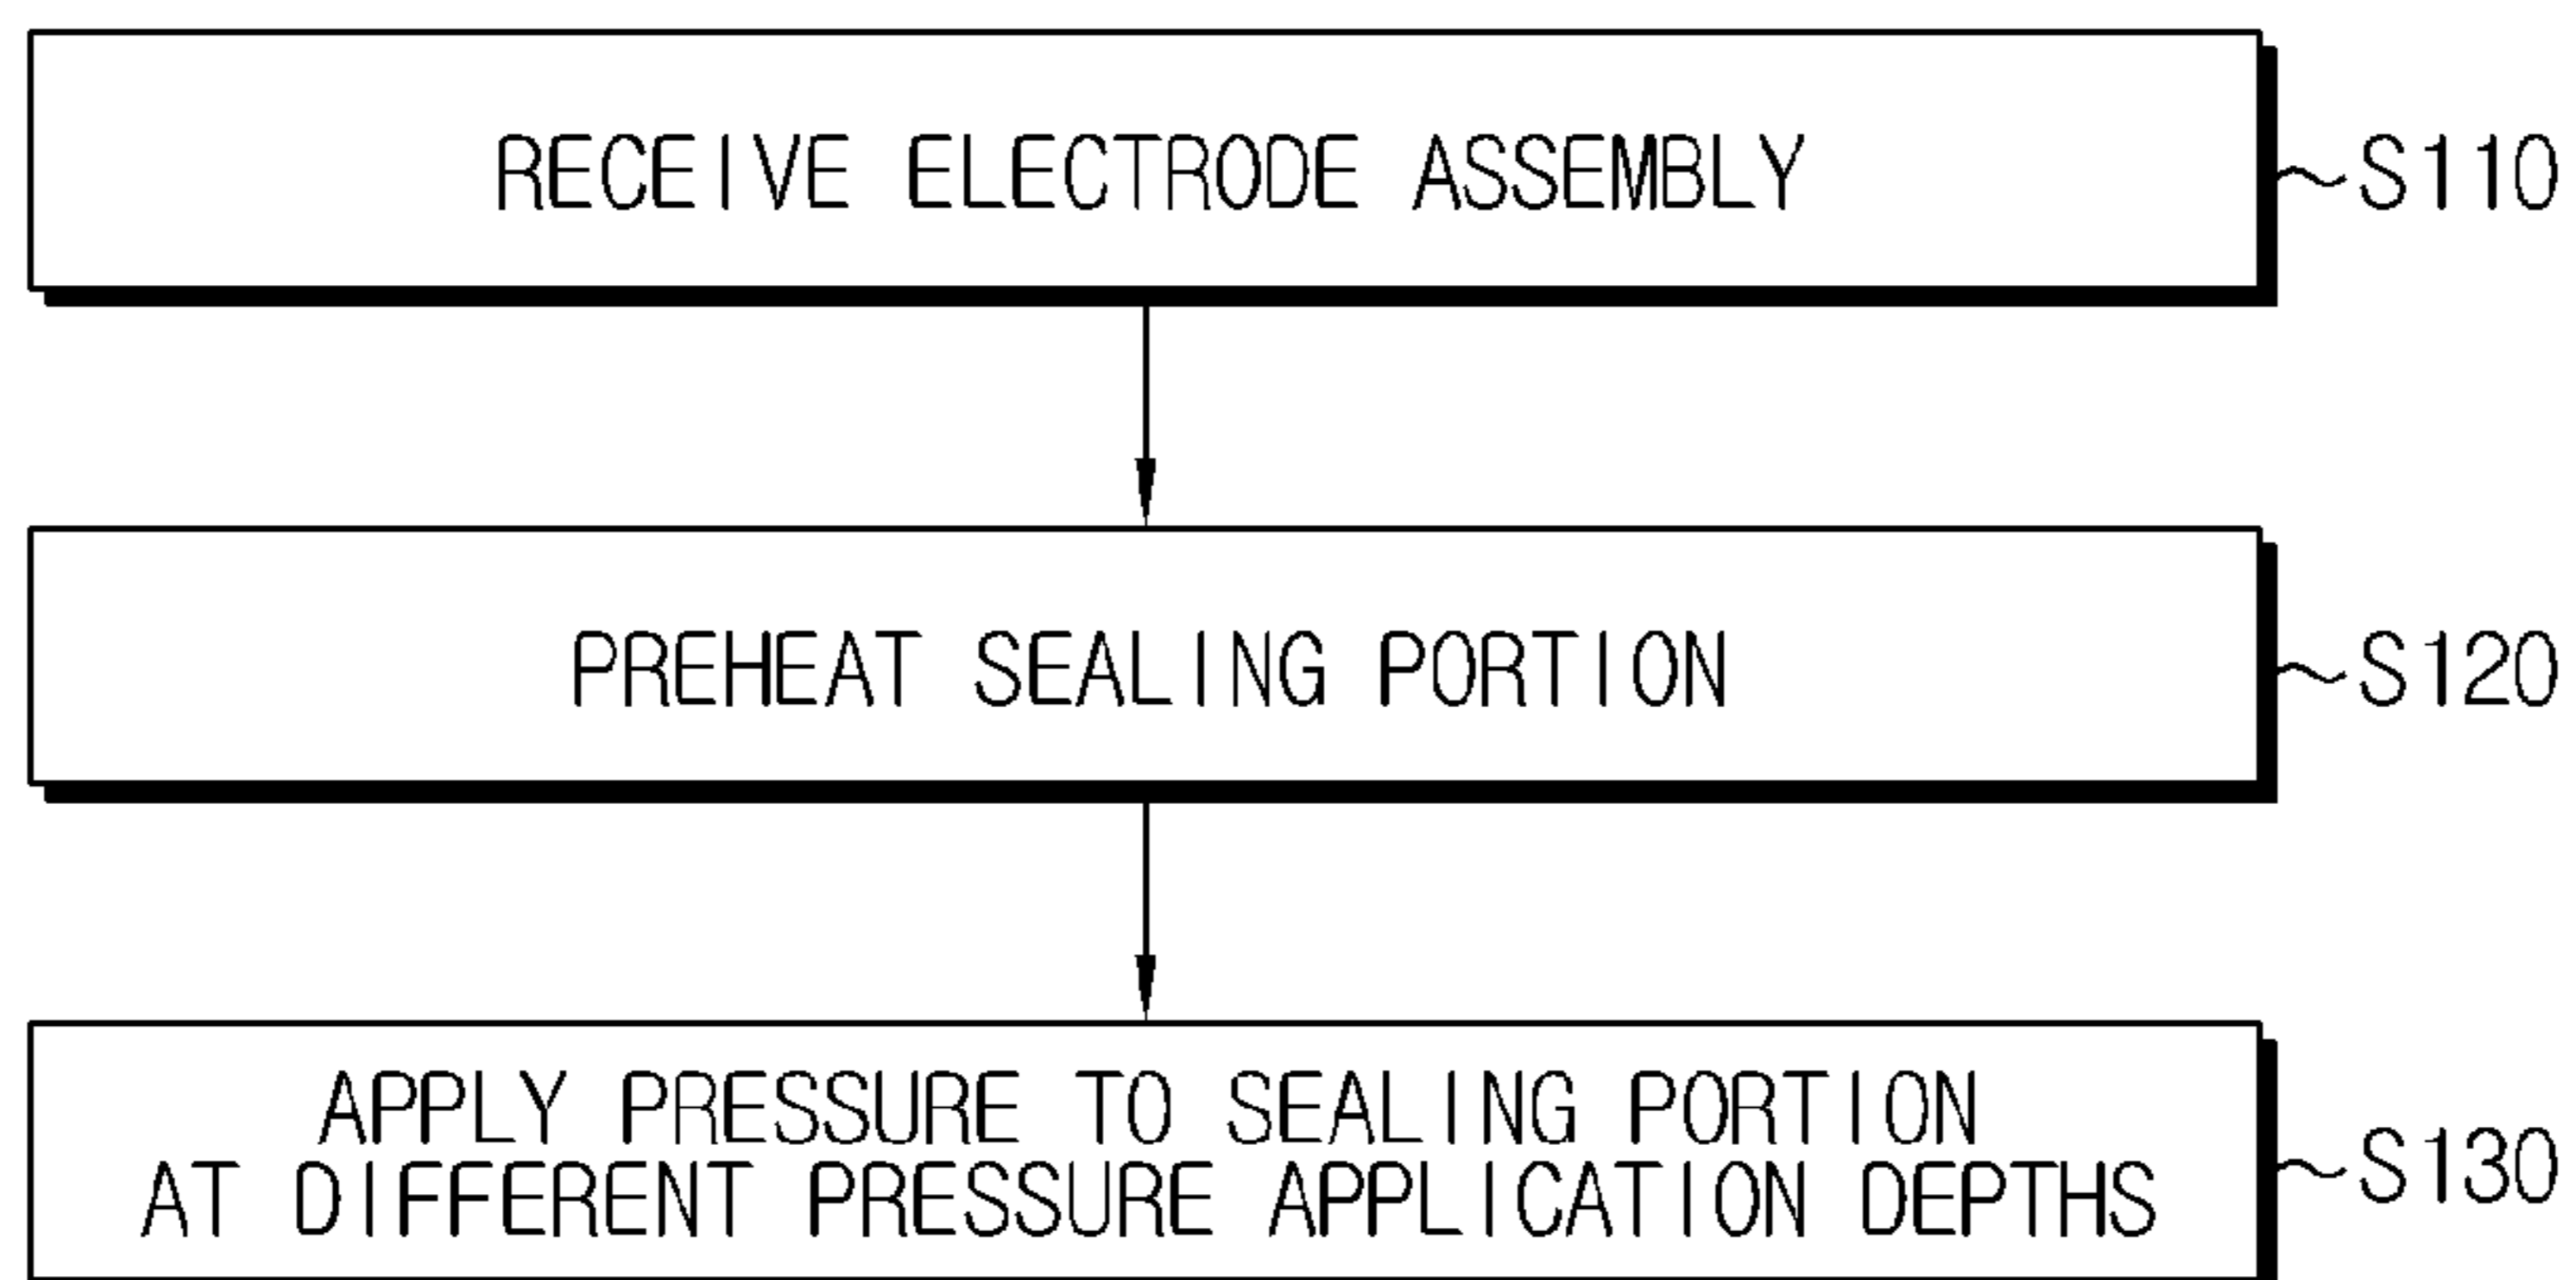 RECEIVE ELECTRODE ASSEMBLY
S110
PREHEAT SEALING PORTION
S120
APPLY PRESSURE TO SEALING PORTION
AT DIFFERENT PRESSURE APPLICATION DEPTHS
S130